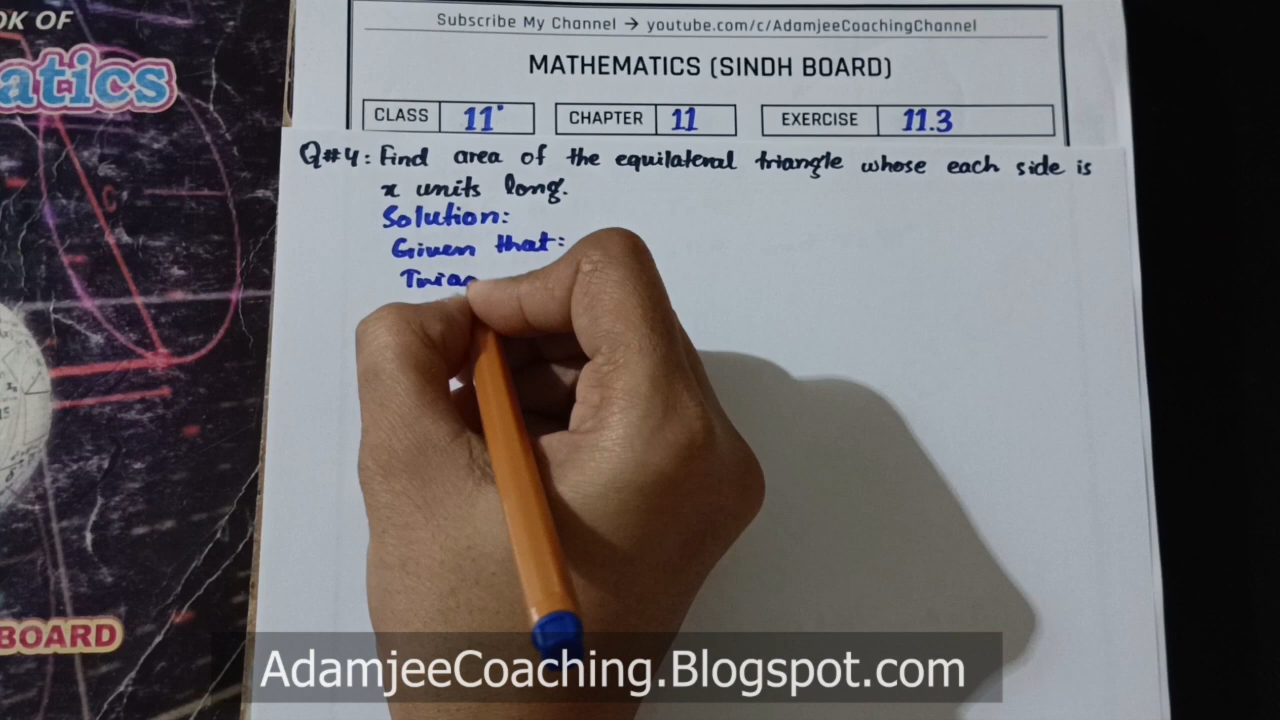 OK OF
atics
BOARD
Subscribe My Channel → youtube.com/c/AdamjeeCoachingChannel
MATHEMATICS (SINDH BOARD)
CLASS 11 CHAPTER 11 EXERCISE 11.3
Q#4: Find area of the equilateral triangle whose each side is
x units long.
Solution:
Given that:
Trian
AdamjeeCoaching.Blogspot.com